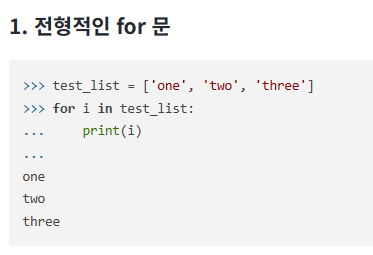 1. 전형적인 for 문
>>> test_list = ['one', 'two', 'three']
>>> for i in test_list:
...     print(i)
...
one
two
three